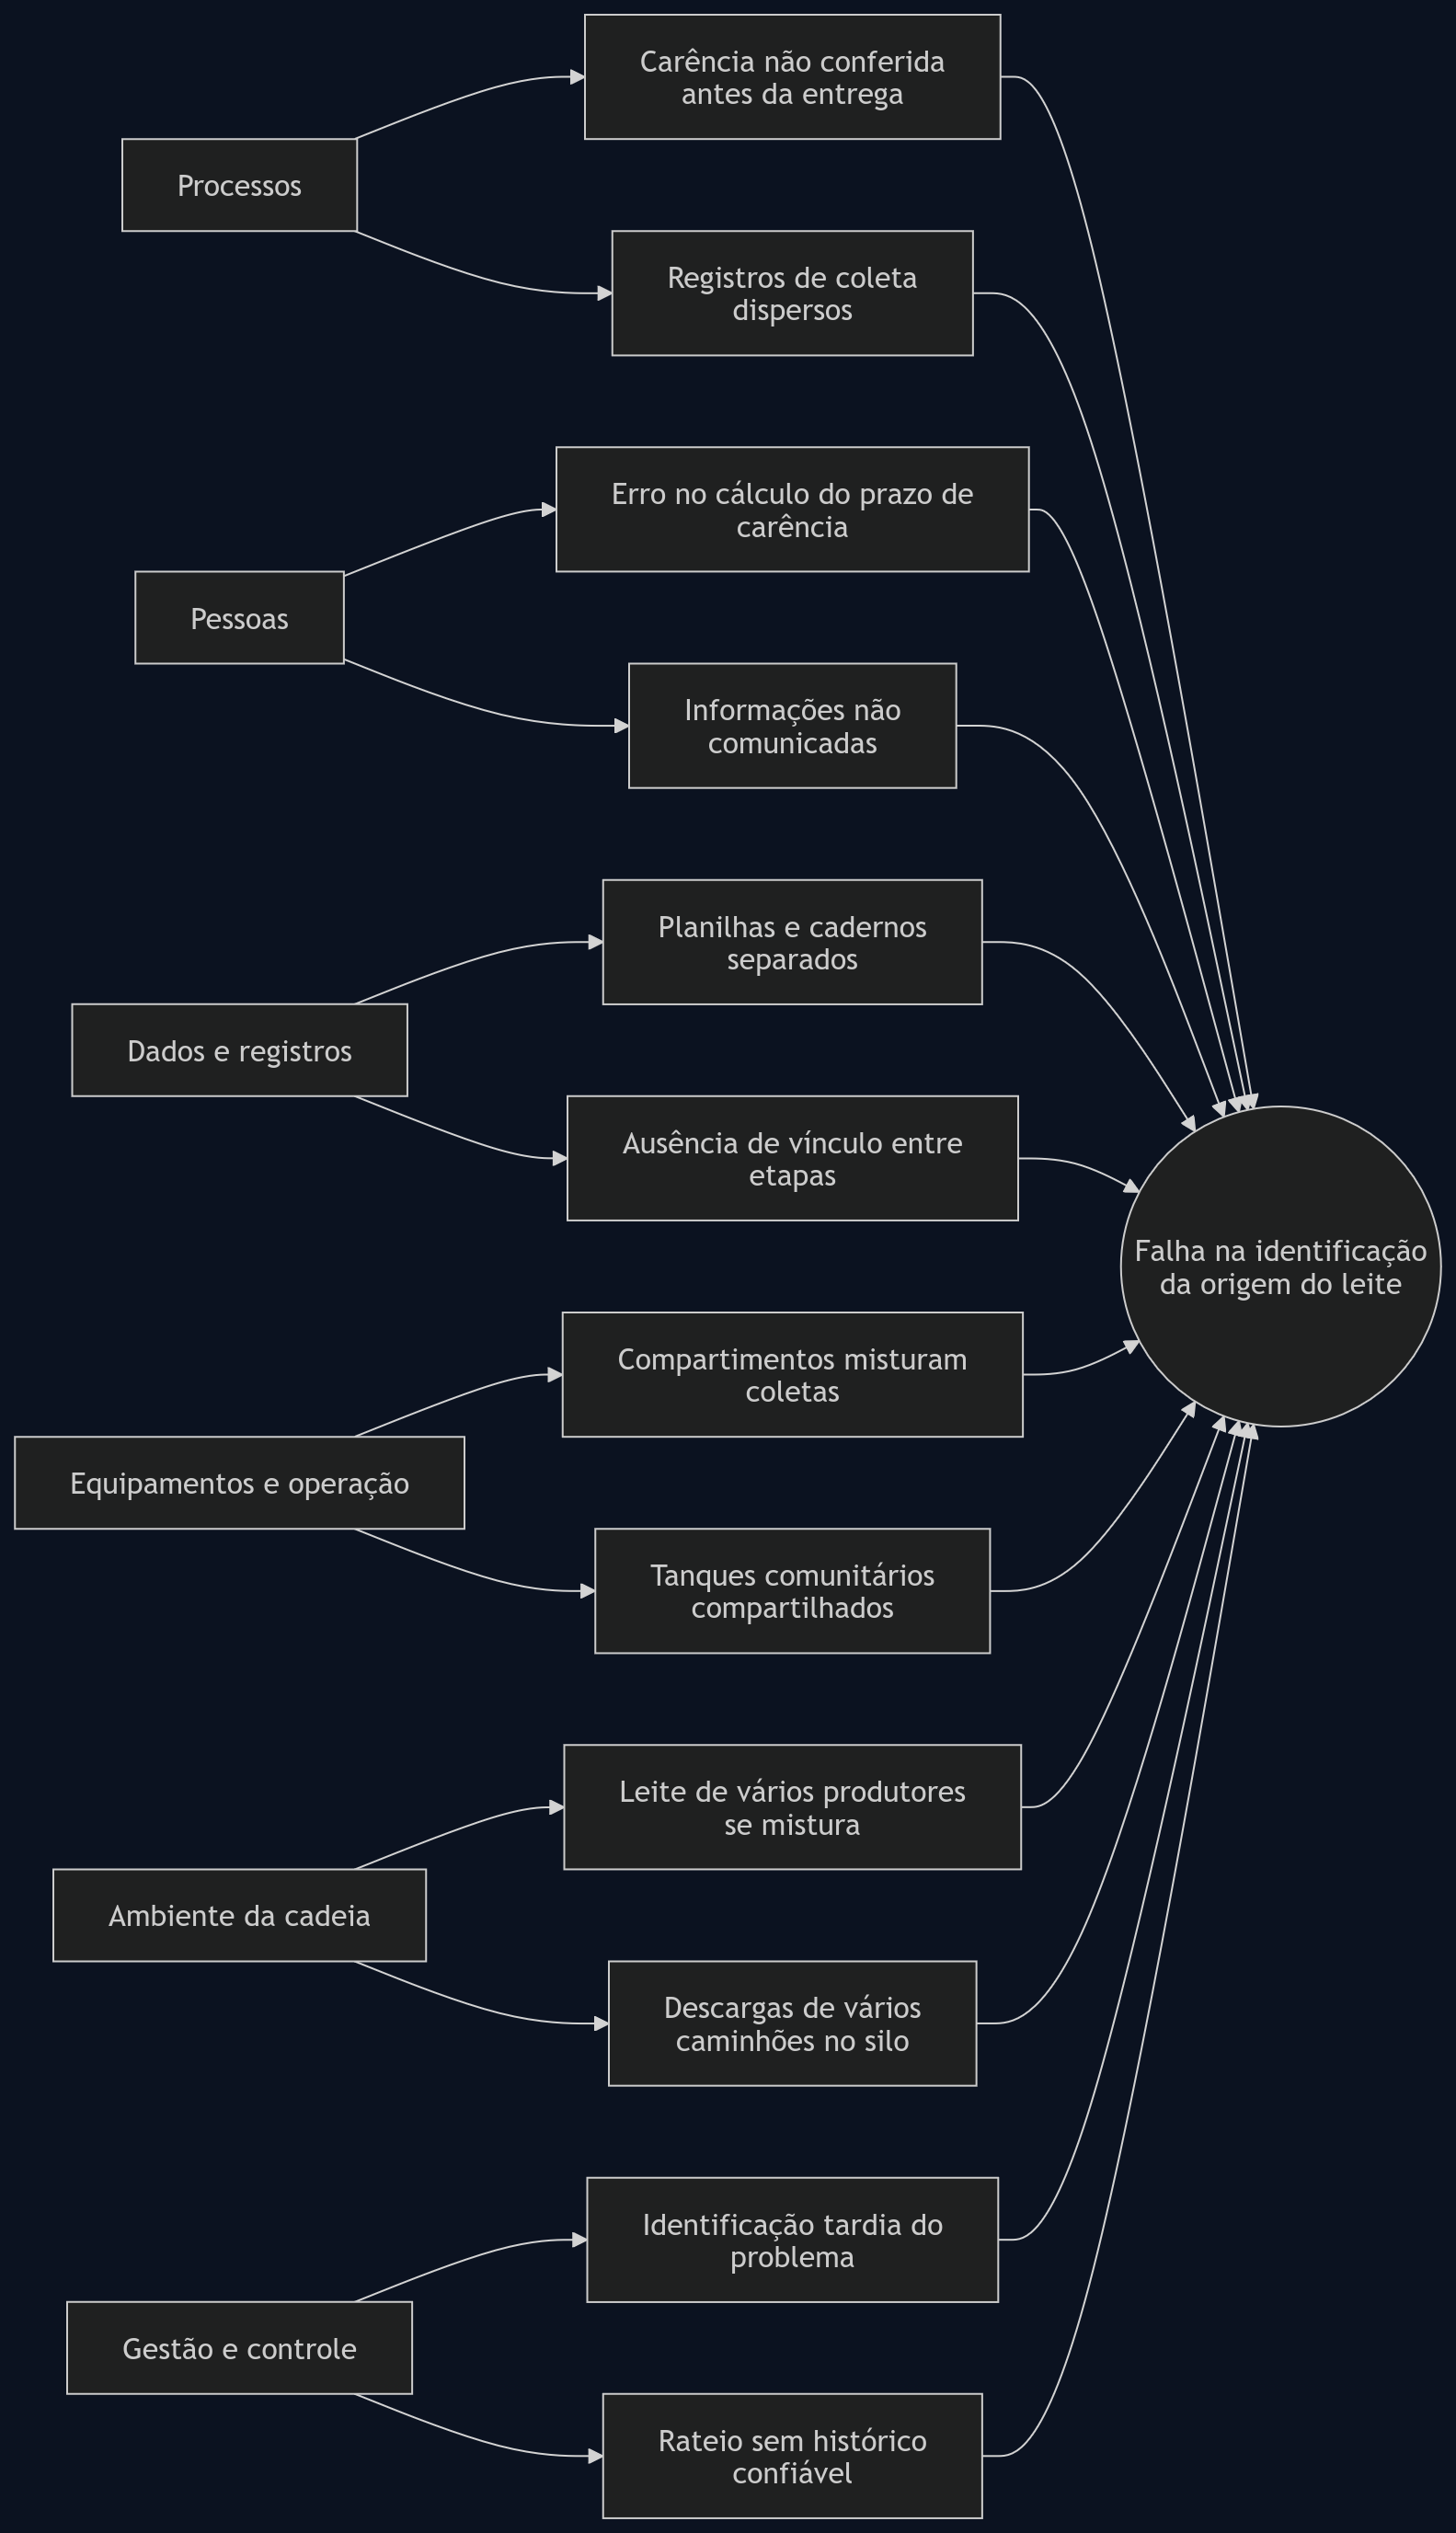 Carência não conferida
antes da entrega
Processos
Registros de coleta
dispersos
Erro no cálculo do prazo de
carência
Pessoas
Informações não
comunicadas
Planilhas e cadernos
separados
Dados e registros
Ausência de vínculo entre
etapas
Falha na identificação
da origem do leite
Compartimentos misturam
coletas
Equipamentos e operação
Tanques comunitários
compartilhados
Leite de vários produtores
se mistura
Ambiente da cadeia
Descargas de vários
caminhões no silo
Identificação tardia do
problema
Gestão e controle
Rateio sem histórico
confiável